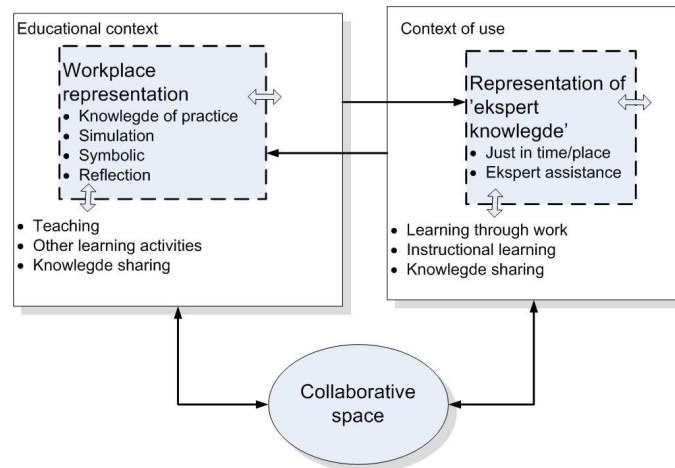 Educational context
Workplace
representation
• Knowlegde of practice
• Simulation
• Symbolic
• Reflection
• Teaching
• Other learning activities
• Knowlegde sharing
Context of use
Representation of
'ekspert
knowlegde'
• Just in time/place
• Ekspert assistance
• Learning through work
• Instructional learning
• Knowlegde sharing
Collaborative
space